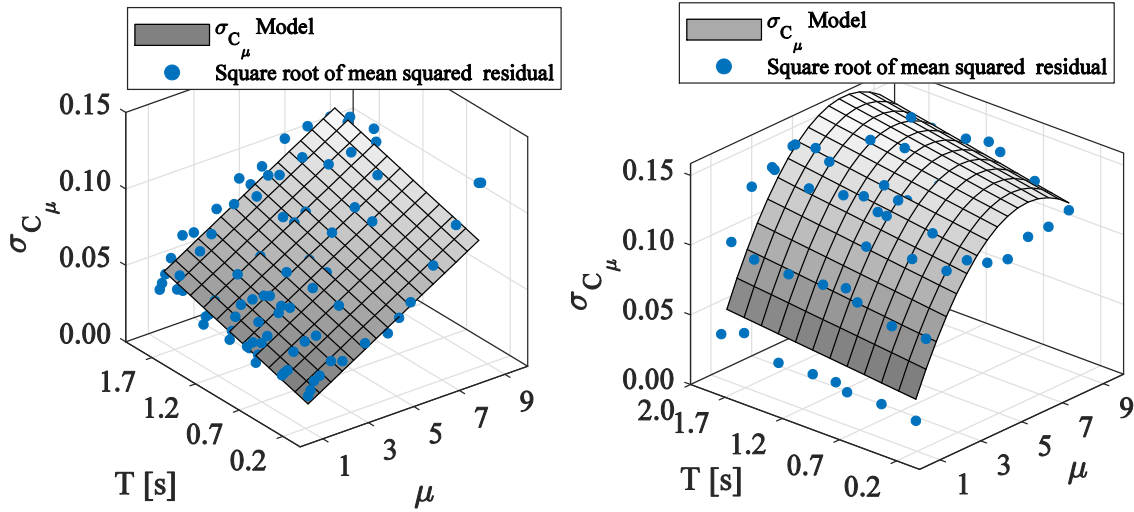 σCμ Model
Square root of mean squared residual
0.15
0.10
0.05
0.00
σCμ
1.7
1.2
0.7
0.2
T [s]
1
3
5
7
9
μ
σCμ Model
Square root of mean squared residual
0.15
0.10
0.05
0.00
σCμ
2.0
1.7
1.2
0.7
0.2
T [s]
1
3
5
7
9
μ